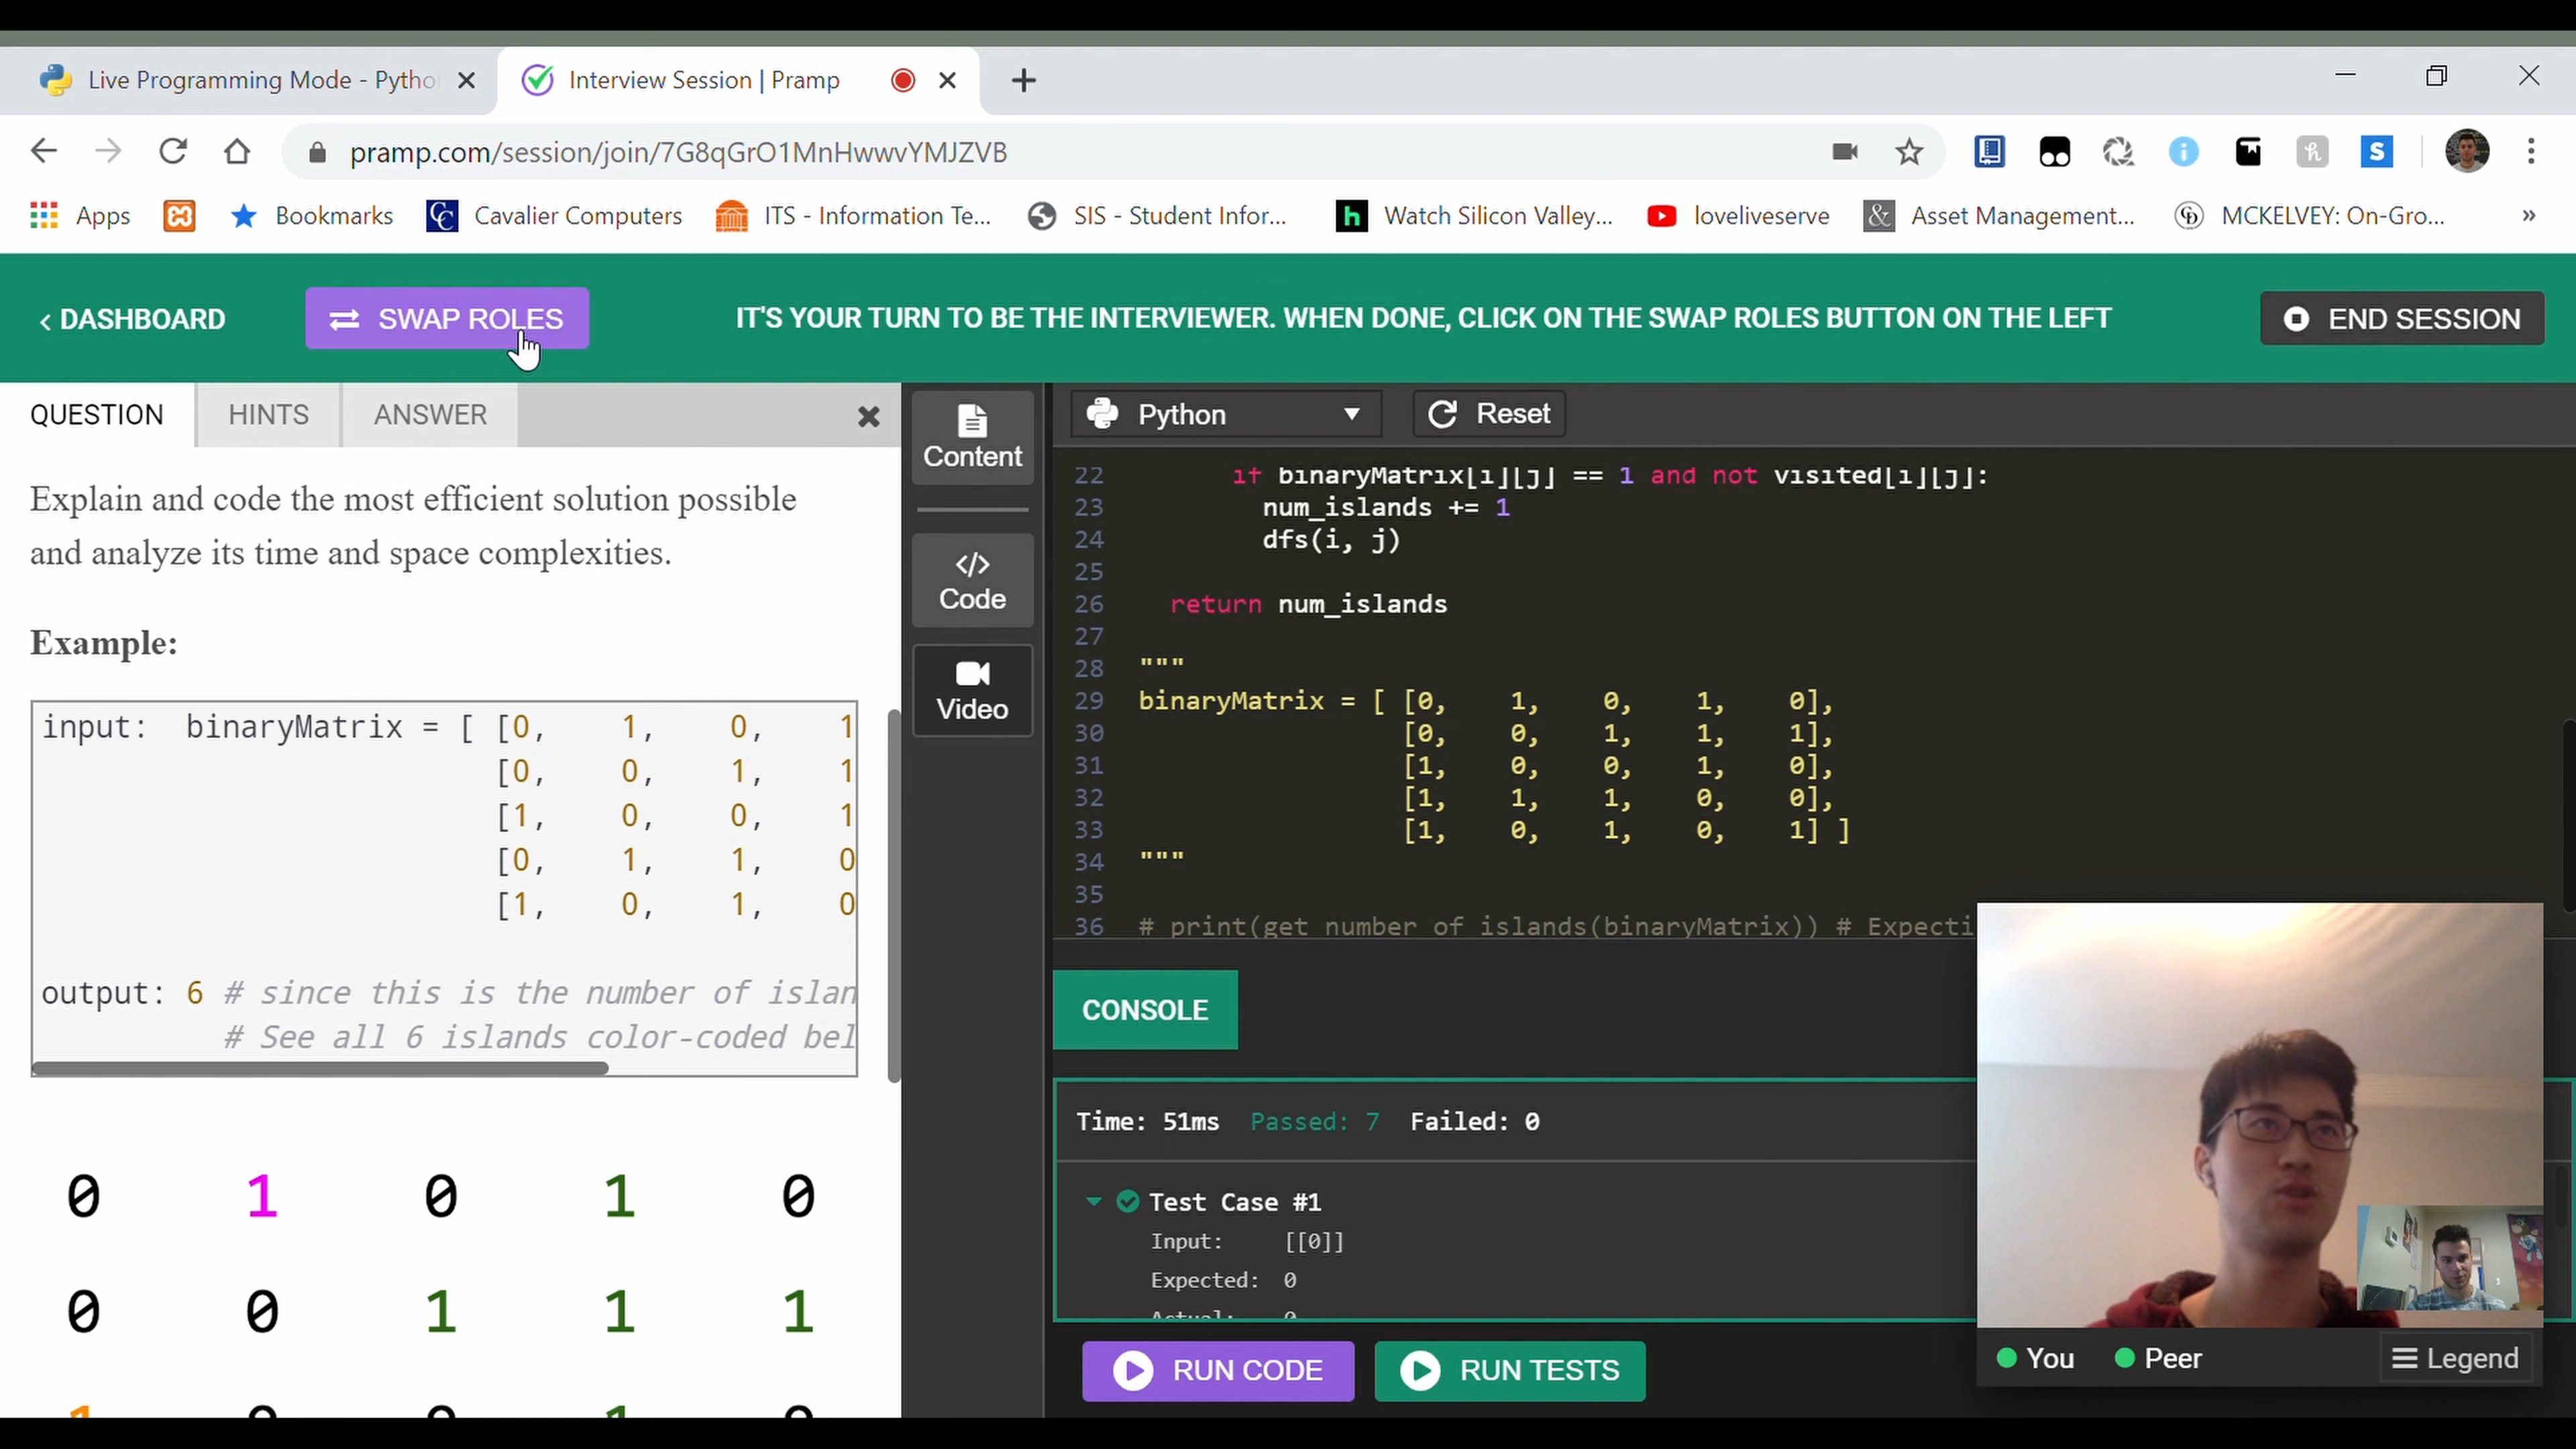 Live Programming Mode - Pytho
Interview Session | Pramp
pramp.com/session/join/7G8qGrO1MnHwwvYMJZVB
Apps
Bookmarks
CC
Cavalier Computers
ITS - Information Te...
SIS - Student Infor...
h
Watch Silicon Valley...
loveliveserve
&
Asset Management...
MCKELVEY: On-Gro...
»
‹ DASHBOARD
SWAP ROLES
IT'S YOUR TURN TO BE THE INTERVIEWER. WHEN DONE, CLICK ON THE SWAP ROLES BUTTON ON THE LEFT
END SESSION
QUESTION
HINTS
ANSWER
Explain and code the most efficient solution possible
and analyze its time and space complexities.
Example:
input:  binaryMatrix = [ [0,    1,    0,    1
[0,    0,    1,    1
[1,    0,    0,    1
[0,    1,    1,    0
[1,    0,    1,    0
output: 6 # since this is the number of islan
# See all 6 islands color-coded bel
0 1 0 1 0
0 0 1 1 1
1 0 0 1 0
Content
Code
Video
Python
Reset
22 if binaryMatrix[i][j] == 1 and not visited[i][j]:
23 num_islands += 1
24 dfs(i, j)
25
26 return num_islands
27
28 """
29 binaryMatrix = [ [0,    1,    0,    1,    0],
30 [0,    0,    1,    1,    1],
31 [1,    0,    0,    1,    0],
32 [1,    1,    1,    0,    0],
33 [1,    0,    1,    0,    1] ]
34 """
35
36 # print(get_number_of_islands(binaryMatrix)) # Expecti
CONSOLE
Time: 51ms Passed: 7 Failed: 0
Test Case #1
Input: [[0]]
Expected: 0
Actual: 0
RUN CODE
RUN TESTS
You
Peer
Legend